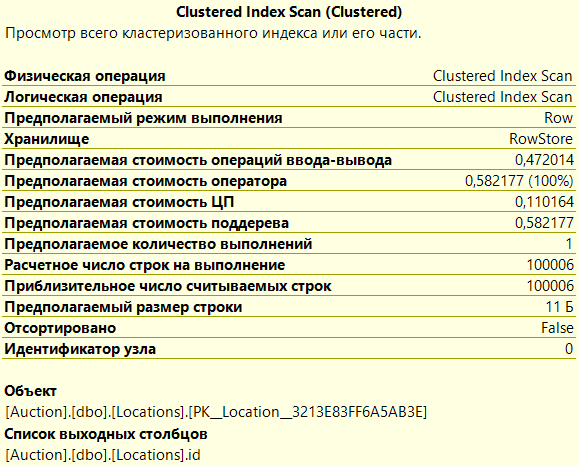 Clustered Index Scan (Clustered)
Просмотр всего кластеризованного индекса или его части.
Физическая операция Clustered Index Scan
Логическая операция Clustered Index Scan
Предполагаемый режим выполнения Row
Хранилище RowStore
Предполагаемая стоимость операций ввода-вывода 0,472014
Предполагаемая стоимость оператора 0,582177 (100%)
Предполагаемая стоимость ЦП 0,110164
Предполагаемая стоимость поддерева 0,582177
Предполагаемое количество выполнений 1
Расчетное число строк на выполнение 100006
Приблизительное число считываемых строк 100006
Предполагаемый размер строки 11 Б
Отсортировано False
Идентификатор узла 0
Объект
[Auction].[dbo].[Locations].[PK__Location__3213E83FF6A5AB3E]
Список выходных столбцов
[Auction].[dbo].[Locations].id